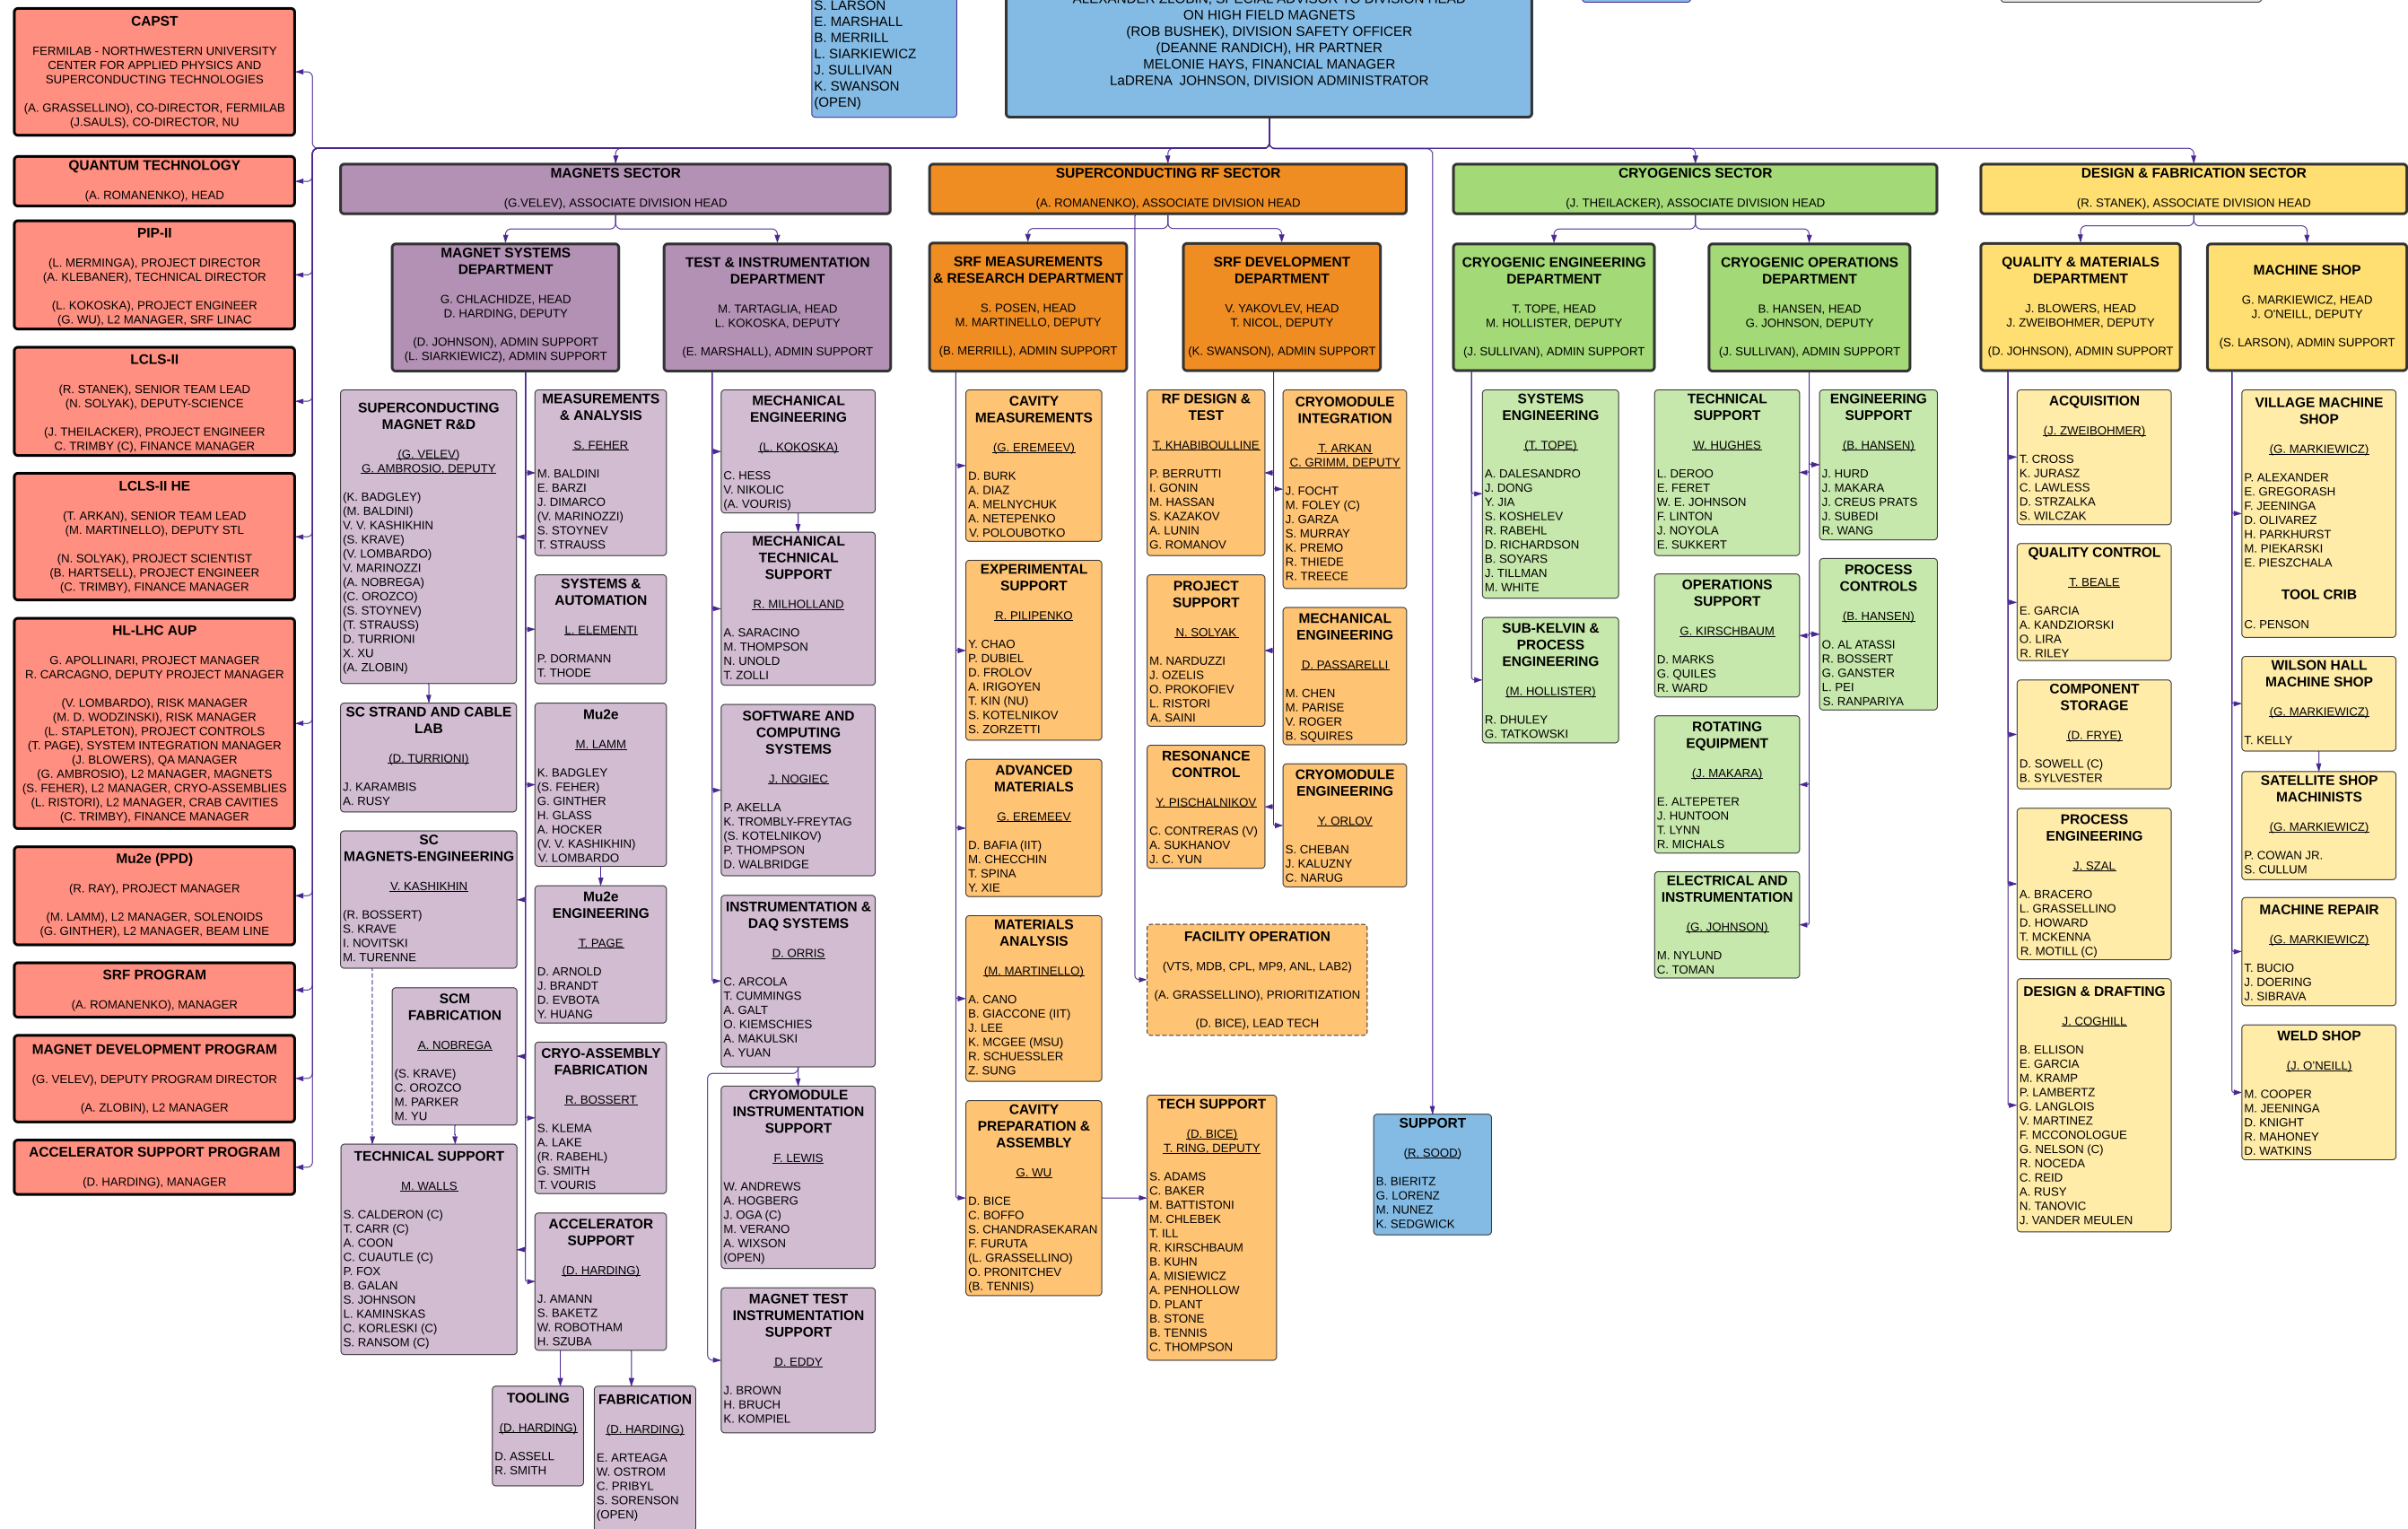 S. LARSON
E. MARSHALL
B. MERRILL
L. SIARKIEWICZ
J. SULLIVAN
K. SWANSON
(OPEN)
ALEXANDER ZLOBIN, SPECIAL ADVISOR TO DIVISION HEAD
ON HIGH FIELD MAGNETS
(ROB BUSHEK), DIVISION SAFETY OFFICER
(DEANNE RANDICH), HR PARTNER
MELONIE HAYS, FINANCIAL MANAGER
LaDRENA JOHNSON, DIVISION ADMINISTRATOR
CAPST
FERMILAB - NORTHWESTERN UNIVERSITY
CENTER FOR APPLIED PHYSICS AND
SUPERCONDUCTING TECHNOLOGIES
(A. GRASSELLINO), CO-DIRECTOR, FERMILAB
(J.SAULS), CO-DIRECTOR, NU
QUANTUM TECHNOLOGY
(A. ROMANENKO), HEAD
PIP-II
(L. MERMINGA), PROJECT DIRECTOR
(A. KLEBANER), TECHNICAL DIRECTOR
(L. KOKOSKA), PROJECT ENGINEER
(G. WU), L2 MANAGER, SRF LINAC
LCLS-II
(R. STANEK), SENIOR TEAM LEAD
(N. SOLYAK), DEPUTY-SCIENCE
(J. THEILACKER), PROJECT ENGINEER
C. TRIMBY (C), FINANCE MANAGER
LCLS-II HE
(T. ARKAN), SENIOR TEAM LEAD
(M. MARTINELLO), DEPUTY STL
(N. SOLYAK), PROJECT SCIENTIST
(B. HARTSELL), PROJECT ENGINEER
(C. TRIMBY), FINANCE MANAGER
HL-LHC AUP
G. APOLLINARI, PROJECT MANAGER
R. CARCAGNO, DEPUTY PROJECT MANAGER
(V. LOMBARDO), RISK MANAGER
(M. D. WODZINSKI), RISK MANAGER
(L. STAPLETON), PROJECT CONTROLS
(T. PAGE), SYSTEM INTEGRATION MANAGER
(J. BLOWERS), QA MANAGER
(G. AMBROSIO), L2 MANAGER, MAGNETS
(S. FEHER), L2 MANAGER, CRYO-ASSEMBLIES
(L. RISTORI), L2 MANAGER, CRAB CAVITIES
(C. TRIMBY), FINANCE MANAGER
Mu2e (PPD)
(R. RAY), PROJECT MANAGER
(M. LAMM), L2 MANAGER, SOLENOIDS
(G. GINTHER), L2 MANAGER, BEAM LINE
SRF PROGRAM
(A. ROMANENKO), MANAGER
MAGNET DEVELOPMENT PROGRAM
(G. VELEV), DEPUTY PROGRAM DIRECTOR
(A. ZLOBIN), L2 MANAGER
ACCELERATOR SUPPORT PROGRAM
(D. HARDING), MANAGER
MAGNETS SECTOR
(G.VELEV), ASSOCIATE DIVISION HEAD
MAGNET SYSTEMS
DEPARTMENT
G. CHLACHIDZE, HEAD
D. HARDING, DEPUTY
(D. JOHNSON), ADMIN SUPPORT
(L. SIARKIEWICZ), ADMIN SUPPORT
TEST & INSTRUMENTATION
DEPARTMENT
M. TARTAGLIA, HEAD
L. KOKOSKA, DEPUTY
(E. MARSHALL), ADMIN SUPPORT
SUPERCONDUCTING
MAGNET R&D
(G. VELEV)
G. AMBROSIO, DEPUTY
(K. BADGLEY)
(M. BALDINI)
V. V. KASHIKHIN
(S. KRAVE)
(V. LOMBARDO)
V. MARINOZZI
(A. NOBREGA)
(C. OROZCO)
(S. STOYNEV)
(T. STRAUSS)
D. TURRIONI
X. XU
(A. ZLOBIN)
SC STRAND AND CABLE
LAB
(D. TURRIONI)
J. KARAMBIS
A. RUSY
SC
MAGNETS-ENGINEERING
V. KASHIKHIN
(R. BOSSERT)
S. KRAVE
I. NOVITSKI
M. TURENNE
SCM
FABRICATION
A. NOBREGA
(S. KRAVE)
C. OROZCO
M. PARKER
M. YU
TECHNICAL SUPPORT
M. WALLS
S. CALDERON (C)
T. CARR (C)
A. COON
C. CUAUTLE (C)
P. FOX
B. GALAN
S. JOHNSON
L. KAMINSKAS
C. KORLESKI (C)
S. RANSOM (C)
MEASUREMENTS
& ANALYSIS
S. FEHER
M. BALDINI
E. BARZI
J. DIMARCO
(V. MARINOZZI)
S. STOYNEV
T. STRAUSS
SYSTEMS &
AUTOMATION
L. ELEMENTI
P. DORMANN
T. THODE
Mu2e
M. LAMM
K. BADGLEY
(S. FEHER)
G. GINTHER
H. GLASS
A. HOCKER
(V. V. KASHIKHIN)
V. LOMBARDO
Mu2e
ENGINEERING
T. PAGE
D. ARNOLD
J. BRANDT
D. EVBOTA
Y. HUANG
CRYO-ASSEMBLY
FABRICATION
R. BOSSERT
S. KLEMA
A. LAKE
(R. RABEHL)
G. SMITH
T. VOURIS
ACCELERATOR
SUPPORT
(D. HARDING)
J. AMANN
S. BAKETZ
W. ROBOTHAM
H. SZUBA
TOOLING
(D. HARDING)
D. ASSELL
R. SMITH
FABRICATION
(D. HARDING)
E. ARTEAGA
W. OSTROM
C. PRIBYL
S. SORENSON
(OPEN)
MECHANICAL
ENGINEERING
(L. KOKOSKA)
C. HESS
V. NIKOLIC
(A. VOURIS)
MECHANICAL
TECHNICAL
SUPPORT
R. MILHOLLAND
A. SARACINO
M. THOMPSON
N. UNOLD
T. ZOLLI
SOFTWARE AND
COMPUTING
SYSTEMS
J. NOGIEC
P. AKELLA
K. TROMBLY-FREYTAG
(S. KOTELNIKOV)
P. THOMPSON
D. WALBRIDGE
INSTRUMENTATION &
DAQ SYSTEMS
D. ORRIS
C. ARCOLA
T. CUMMINGS
A. GALT
O. KIEMSCHIES
A. MAKULSKI
A. YUAN
CRYOMODULE
INSTRUMENTATION
SUPPORT
F. LEWIS
W. ANDREWS
A. HOGBERG
J. OGA (C)
M. VERANO
A. WIXSON
(OPEN)
MAGNET TEST
INSTRUMENTATION
SUPPORT
D. EDDY
J. BROWN
H. BRUCH
K. KOMPIEL
SUPERCONDUCTING RF SECTOR
(A. ROMANENKO), ASSOCIATE DIVISION HEAD
SRF MEASUREMENTS
& RESEARCH DEPARTMENT
S. POSEN, HEAD
M. MARTINELLO, DEPUTY
(B. MERRILL), ADMIN SUPPORT
SRF DEVELOPMENT
DEPARTMENT
V. YAKOVLEV, HEAD
T. NICOL, DEPUTY
(K. SWANSON), ADMIN SUPPORT
CAVITY
MEASUREMENTS
(G. EREMEEV)
D. BURK
A. DIAZ
A. MELNYCHUK
A. NETEPENKO
V. POLOUBOTKO
EXPERIMENTAL
SUPPORT
R. PILIPENKO
Y. CHAO
P. DUBIEL
D. FROLOV
A. IRIGOYEN
T. KIN (NU)
S. KOTELNIKOV
S. ZORZETTI
ADVANCED
MATERIALS
G. EREMEEV
D. BAFIA (IIT)
M. CHECCHIN
T. SPINA
Y. XIE
MATERIALS
ANALYSIS
(M. MARTINELLO)
A. CANO
B. GIACCONE (IIT)
J. LEE
K. MCGEE (MSU)
R. SCHUESSLER
Z. SUNG
CAVITY
PREPARATION &
ASSEMBLY
G. WU
D. BICE
C. BOFFO
S. CHANDRASEKARAN
F. FURUTA
(L. GRASSELLINO)
O. PRONITCHEV
(B. TENNIS)
RF DESIGN &
TEST
T. KHABIBOULLINE
P. BERRUTTI
I. GONIN
M. HASSAN
S. KAZAKOV
A. LUNIN
G. ROMANOV
PROJECT
SUPPORT
N. SOLYAK
M. NARDUZZI
J. OZELIS
O. PROKOFIEV
L. RISTORI
A. SAINI
RESONANCE
CONTROL
Y. PISCHALNIKOV
C. CONTRERAS (V)
A. SUKHANOV
J. C. YUN
CRYOMODULE
INTEGRATION
T. ARKAN
C. GRIMM, DEPUTY
J. FOCHT
M. FOLEY (C)
J. GARZA
S. MURRAY
K. PREMO
R. THIEDE
R. TREECE
MECHANICAL
ENGINEERING
D. PASSARELLI
M. CHEN
M. PARISE
V. ROGER
B. SQUIRES
CRYOMODULE
ENGINEERING
Y. ORLOV
S. CHEBAN
J. KALUZNY
C. NARUG
FACILITY OPERATION
(VTS, MDB, CPL, MP9, ANL, LAB2)
(A. GRASSELLINO), PRIORITIZATION
(D. BICE), LEAD TECH
TECH SUPPORT
(D. BICE)
T. RING, DEPUTY
S. ADAMS
C. BAKER
M. BATTISTONI
M. CHLEBEK
T. ILL
R. KIRSCHBAUM
B. KUHN
A. MISIEWICZ
A. PENHOLLOW
D. PLANT
B. STONE
B. TENNIS
C. THOMPSON
SUPPORT
(R. SOOD)
B. BIERITZ
G. LORENZ
M. NUNEZ
K. SEDGWICK
CRYOGENICS SECTOR
(J. THEILACKER), ASSOCIATE DIVISION HEAD
CRYOGENIC ENGINEERING
DEPARTMENT
T. TOPE, HEAD
M. HOLLISTER, DEPUTY
(J. SULLIVAN), ADMIN SUPPORT
CRYOGENIC OPERATIONS
DEPARTMENT
B. HANSEN, HEAD
G. JOHNSON, DEPUTY
(J. SULLIVAN), ADMIN SUPPORT
SYSTEMS
ENGINEERING
(T. TOPE)
A. DALESANDRO
J. DONG
Y. JIA
S. KOSHELEV
R. RABEHL
D. RICHARDSON
B. SOYARS
J. TILLMAN
M. WHITE
SUB-KELVIN &
PROCESS
ENGINEERING
(M. HOLLISTER)
R. DHULEY
G. TATKOWSKI
TECHNICAL
SUPPORT
W. HUGHES
L. DEROO
E. FERET
W. E. JOHNSON
F. LINTON
J. NOYOLA
E. SUKKERT
OPERATIONS
SUPPORT
G. KIRSCHBAUM
D. MARKS
G. QUILES
R. WARD
ROTATING
EQUIPMENT
(J. MAKARA)
E. ALTEPETER
J. HUNTOON
T. LYNN
R. MICHALS
ELECTRICAL AND
INSTRUMENTATION
(G. JOHNSON)
M. NYLUND
C. TOMAN
ENGINEERING
SUPPORT
(B. HANSEN)
J. HURD
J. MAKARA
J. CREUS PRATS
J. SUBEDI
R. WANG
PROCESS
CONTROLS
(B. HANSEN)
O. AL ATASSI
R. BOSSERT
G. GANSTER
L. PEI
S. RANPARIYA
DESIGN & FABRICATION SECTOR
(R. STANEK), ASSOCIATE DIVISION HEAD
QUALITY & MATERIALS
DEPARTMENT
J. BLOWERS, HEAD
J. ZWEIBOHMER, DEPUTY
(D. JOHNSON), ADMIN SUPPORT
MACHINE SHOP
G. MARKIEWICZ, HEAD
J. O'NEILL, DEPUTY
(S. LARSON), ADMIN SUPPORT
ACQUISITION
(J. ZWEIBOHMER)
T. CROSS
K. JURASZ
C. LAWLESS
D. STRZALKA
S. WILCZAK
QUALITY CONTROL
T. BEALE
E. GARCIA
A. KANDZIORSKI
O. LIRA
R. RILEY
COMPONENT
STORAGE
(D. FRYE)
D. SOWELL (C)
B. SYLVESTER
PROCESS
ENGINEERING
J. SZAL
A. BRACERO
L. GRASSELLINO
D. HOWARD
T. MCKENNA
R. MOTILL (C)
DESIGN & DRAFTING
J. COGHILL
B. ELLISON
E. GARCIA
M. KRAMP
P. LAMBERTZ
G. LANGLOIS
V. MARTINEZ
F. MCCONOLOGUE
G. NELSON (C)
R. NOCEDA
C. REID
A. RUSY
N. TANOVIC
J. VANDER MEULEN
VILLAGE MACHINE
SHOP
(G. MARKIEWICZ)
P. ALEXANDER
E. GREGORASH
F. JEENINGA
D. OLIVAREZ
H. PARKHURST
M. PIEKARSKI
E. PIESZCHALA
TOOL CRIB
C. PENSON
WILSON HALL
MACHINE SHOP
(G. MARKIEWICZ)
T. KELLY
SATELLITE SHOP
MACHINISTS
(G. MARKIEWICZ)
P. COWAN JR.
S. CULLUM
MACHINE REPAIR
(G. MARKIEWICZ)
T. BUCIO
J. DOERING
J. SIBRAVA
WELD SHOP
(J. O'NEILL)
M. COOPER
M. JEENINGA
D. KNIGHT
R. MAHONEY
D. WATKINS